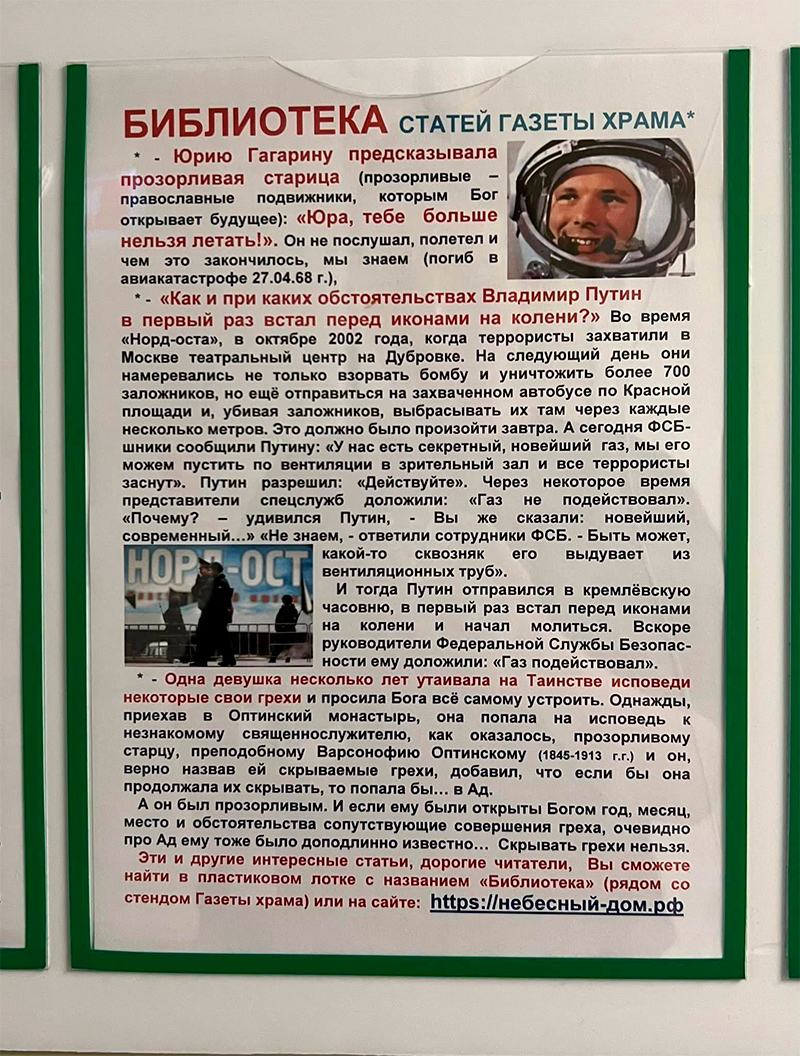 БИБЛИОТЕКА СТАТЕЙ ГАЗЕТЫ ХРАМА*
* - Юрию Гагарину предсказывала
прозорливая старица (прозорливые –
православные подвижники, которым Бог
открывает будущее): «Юра, тебе больше
нельзя летать!». Он не послушал, полетел и
чем это закончилось, мы знаем (погиб в
авиакатастрофе 27.04.68 г.),
* - «Как и при каких обстоятельствах Владимир Путин
в первый раз встал перед иконами на колени?» Во время
«Норд-оста», в октябре 2002 года, когда террористы захватили в
Москве театральный центр на Дубровке. На следующий день они
намеревались не только взорвать бомбу и уничтожить более 700
заложников, но ещё отправиться на захваченном автобусе по Красной
площади и, убивая заложников, выбрасывать их там через каждые
несколько метров. Это должно было произойти завтра. А сегодня ФСБ-
шники сообщили Путину: «У нас есть секретный, новейший газ, мы его
можем пустить по вентиляции в зрительный зал и все террористы
заснут». Путин разрешил: «Действуйте». Через некоторое время
представители спецслужб доложили: «Газ не подействовал».
«Почему? – удивился Путин, - Вы же сказали: новейший,
современный...» «Не знаем, - ответили сотрудники ФСБ. - Быть может,
какой-то сквозняк его выдувает из
вентиляционных труб».
И тогда Путин отправился в кремлёвскую
часовню, в первый раз встал перед иконами
на колени и начал молиться. Вскоре
руководители Федеральной Службы Безопас-
ности ему доложили: «Газ подействовал».
НОРД-ОСТ
* - Одна девушка несколько лет утаивала на Таинстве исповеди
некоторые свои грехи и просила Бога всё самому устроить. Однажды,
приехав в Оптинский монастырь, она попала на исповедь к
незнакомому священнослужителю, как оказалось, прозорливому
старцу, преподобному Варсонофию Оптинскому (1845-1913 г.г.) и он,
верно назвав ей скрываемые грехи, добавил, что если бы она
продолжала их скрывать, то попала бы... в Ад.
А он был прозорливым. И если ему были открыты Богом год, месяц,
место и обстоятельства сопутствующие совершения греха, очевидно
про Ад ему тоже было доподлинно известно... Скрывать грехи нельзя.
Эти и другие интересные статьи, дорогие читатели, Вы сможете
найти в пластиковом лотке с названием «Библиотека» (рядом со
стендом Газеты храма) или на сайте: https://небесный-дом.рф